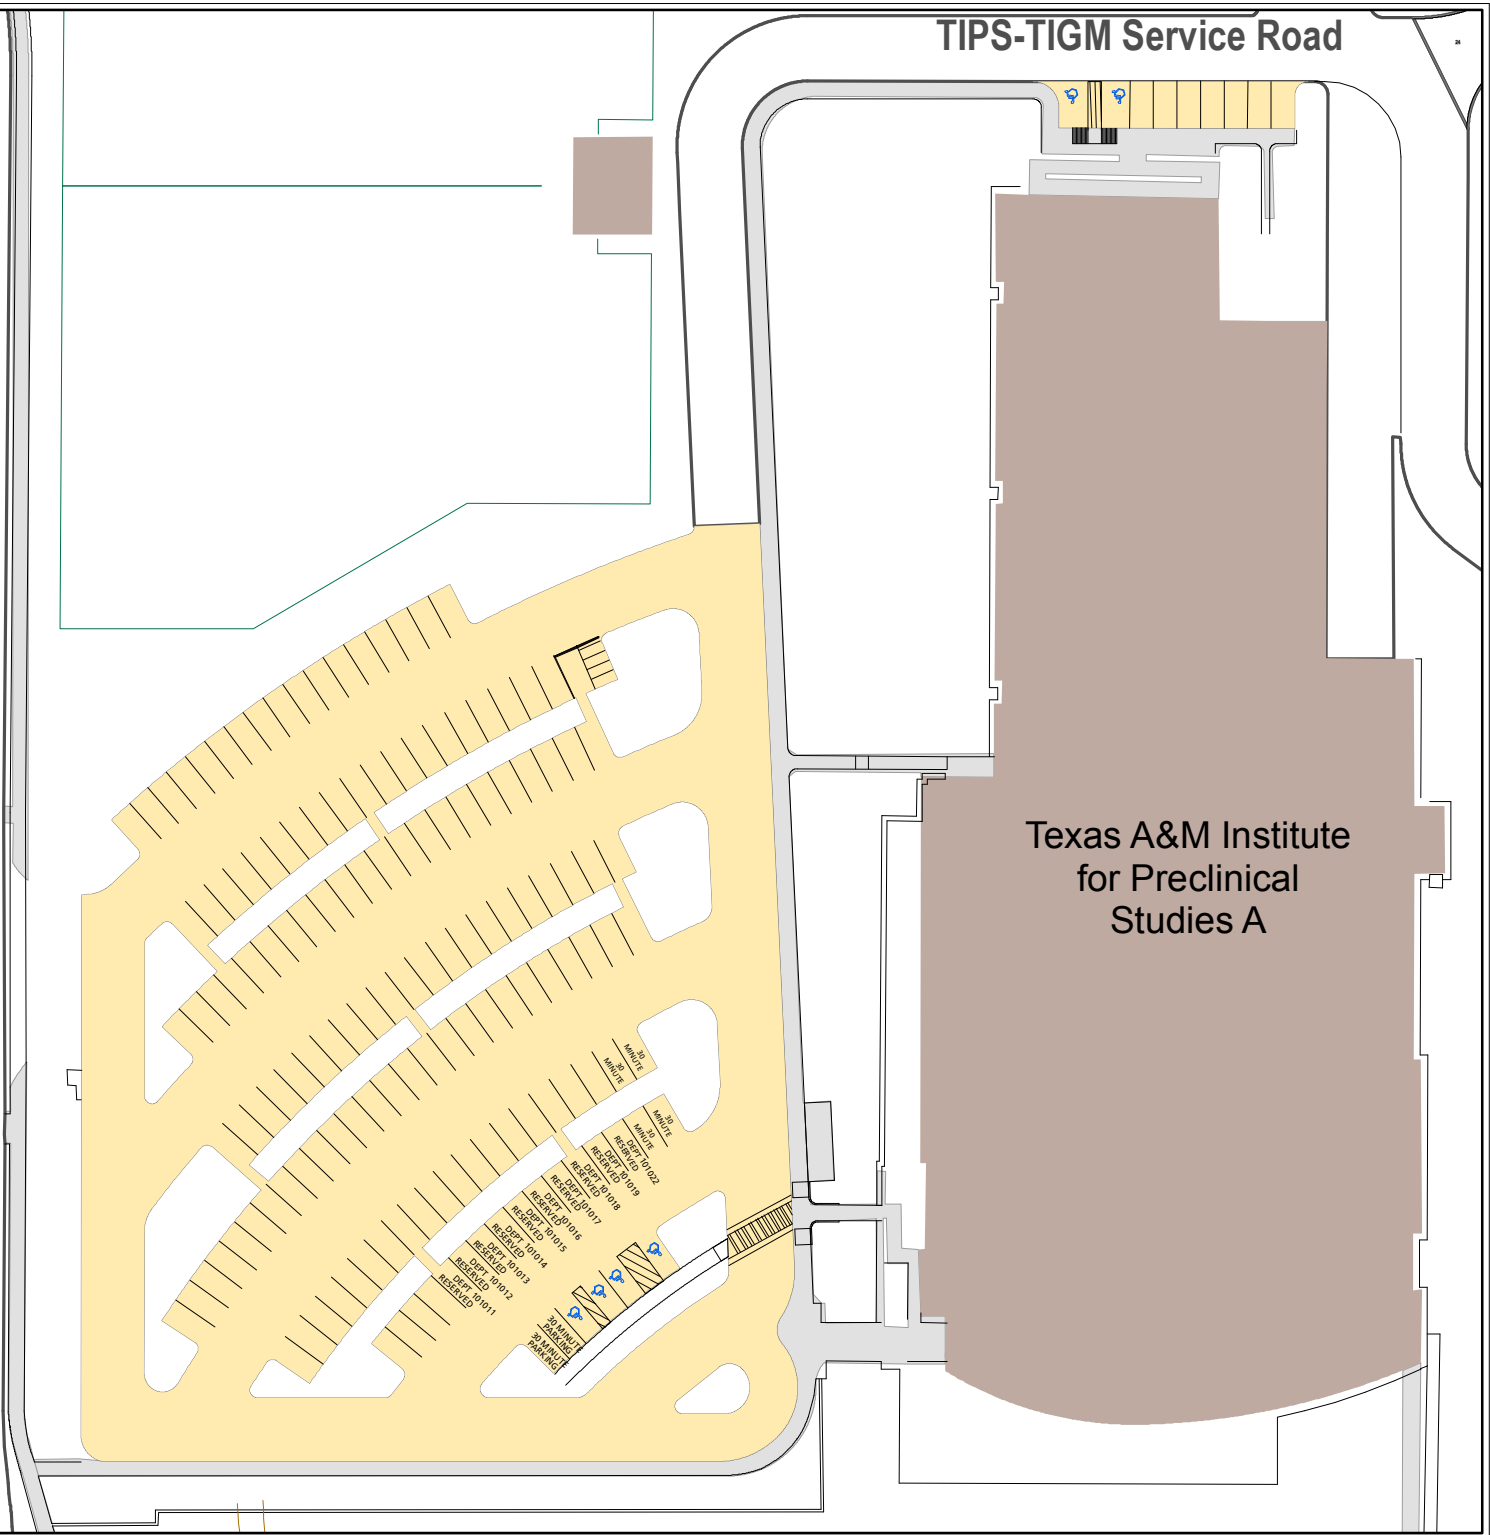 TIPS-TIGM Service Road
24
Texas A&M Institute
for Preclinical
Studies A
30
MINUTE
30
MINUTE
30
MINUTE
30
MINUTE
DEPT 101022
RESERVED
DEPT 101019
RESERVED
DEPT 101018
RESERVED
DEPT 101017
RESERVED
DEPT 101016
RESERVED
DEPT 101015
RESERVED
DEPT 101014
RESERVED
DEPT 101013
RESERVED
DEPT 101012
RESERVED
DEPT 101011
RESERVED
30 MINUTE
PARKING
30 MINUTE
PARKING